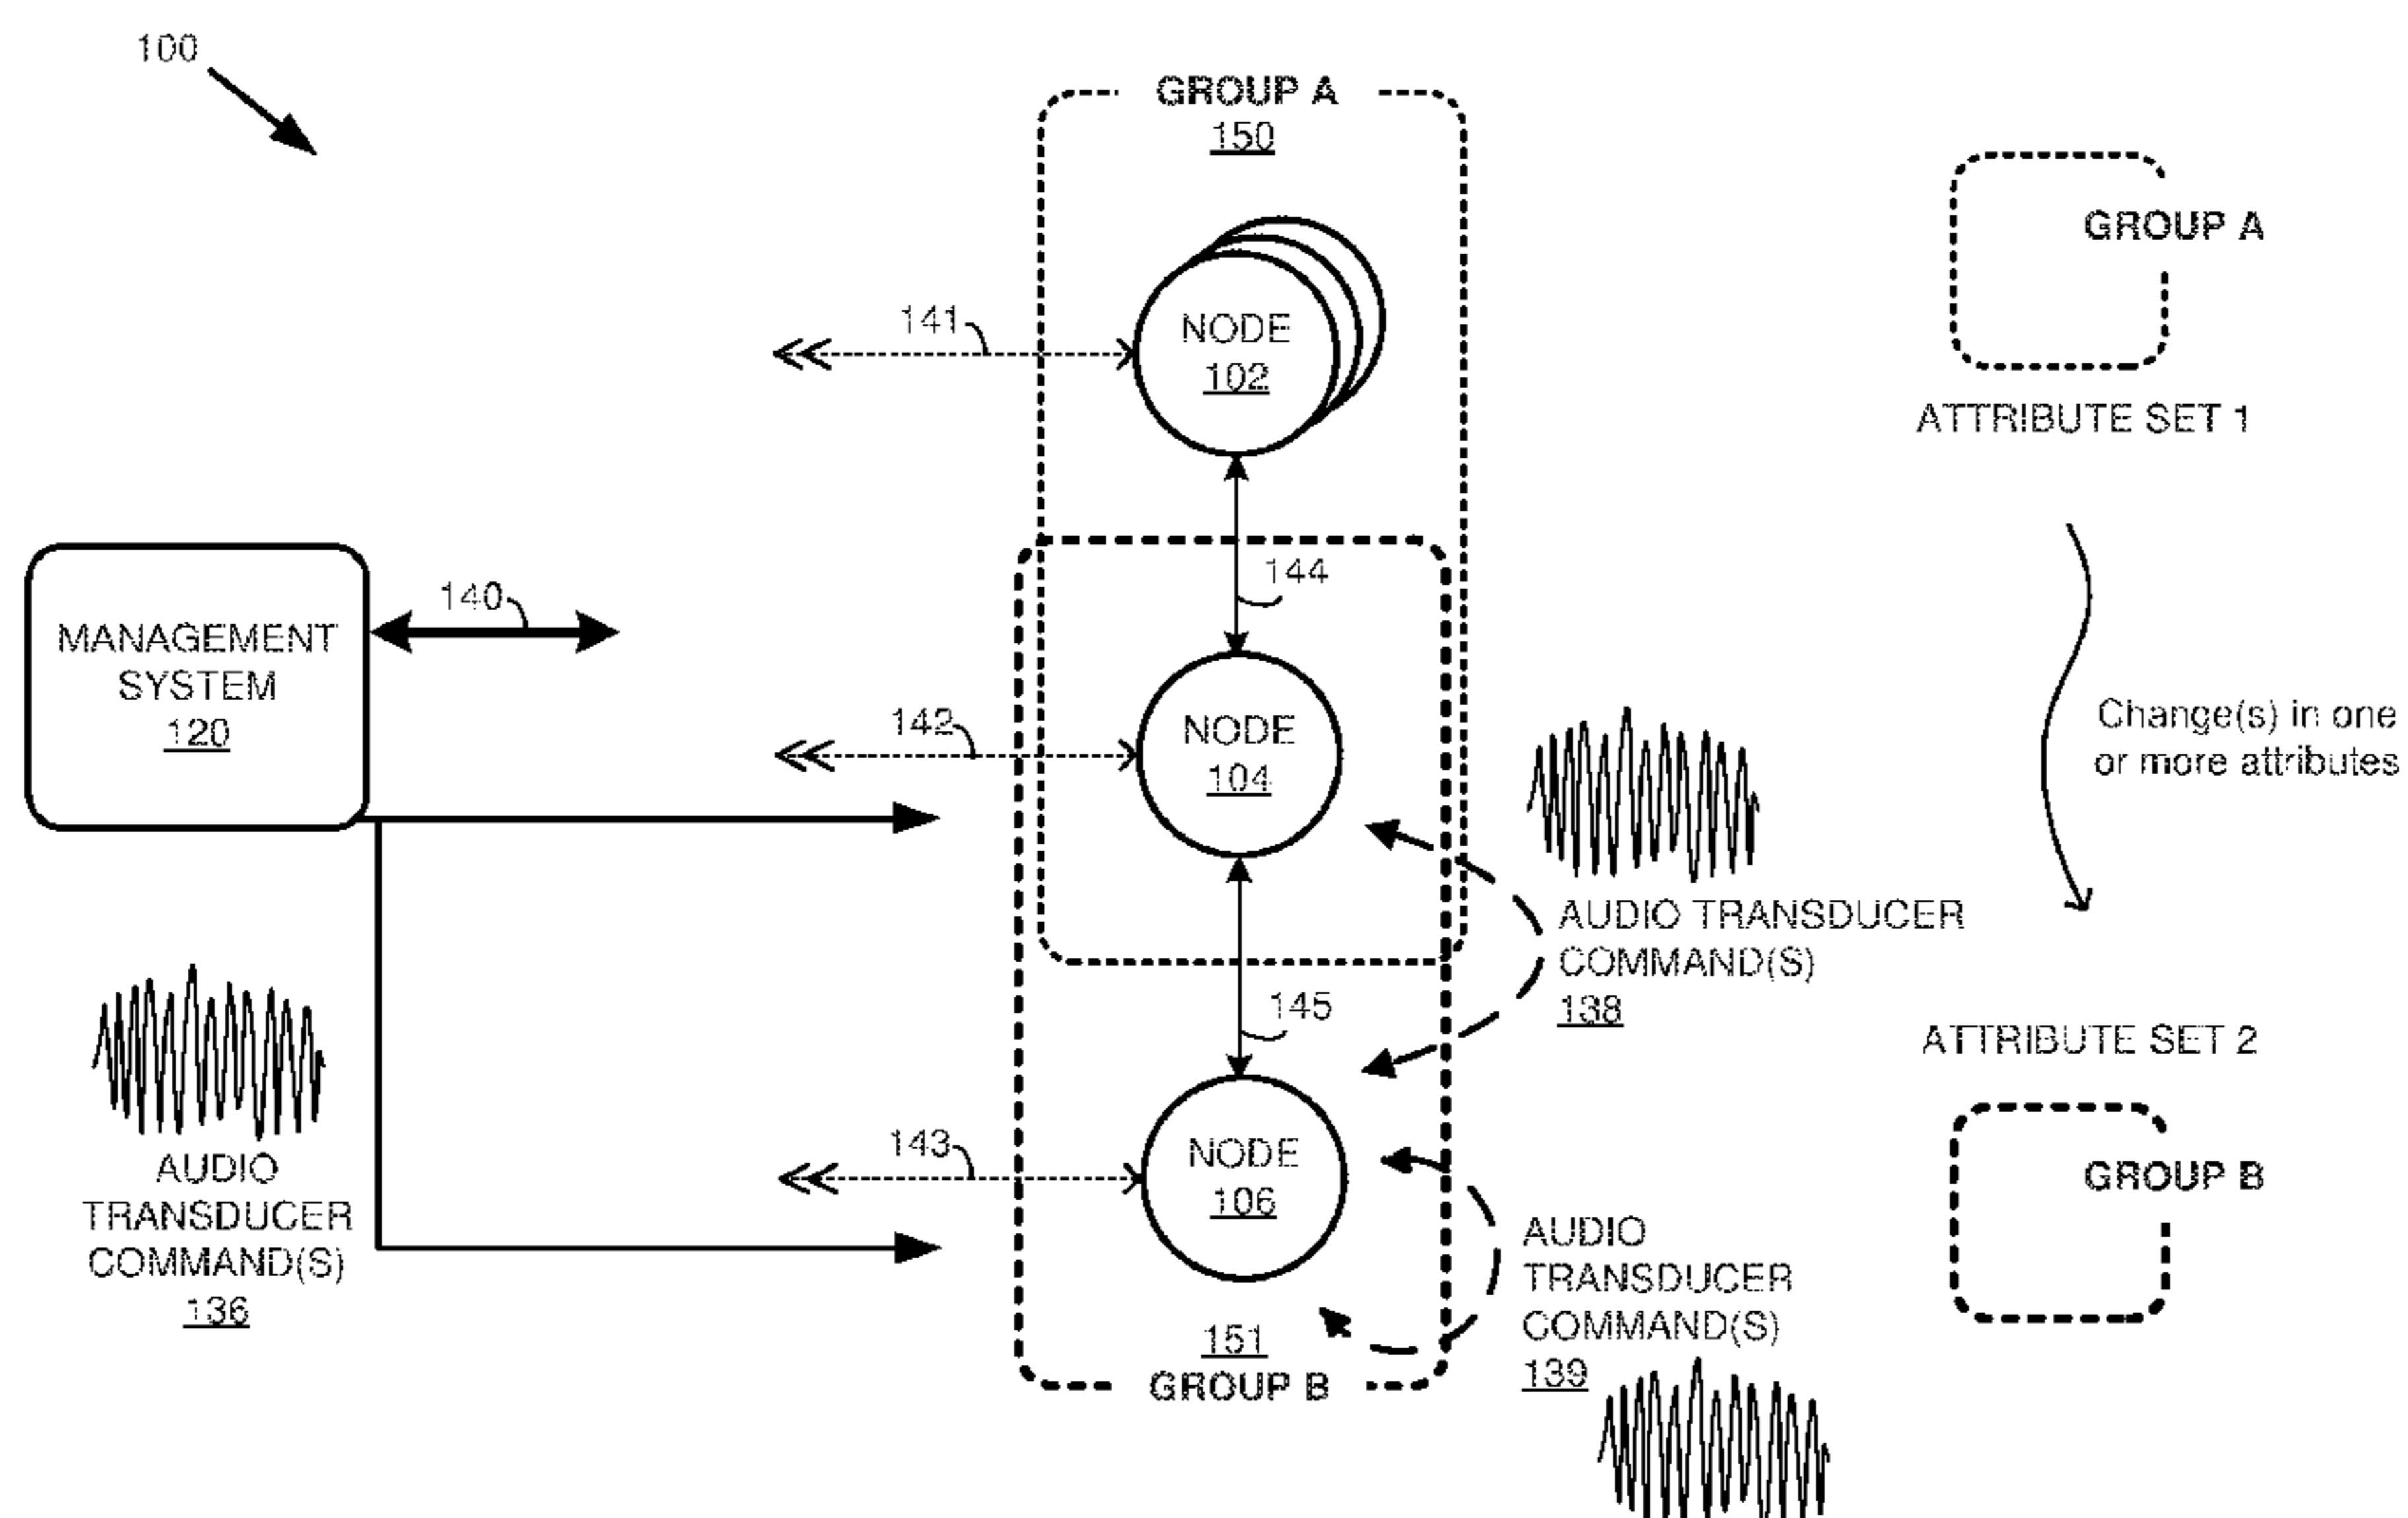 100
GROUP A
150
GROUP A
ATTRIBUTE SET 1
141
NODE
102
144
140
MANAGEMENT
SYSTEM
120
142
NODE
104
Change(s) in one
or more attributes
AUDIO TRANSDUCER
COMMAND(S)
138
145
ATTRIBUTE SET 2
AUDIO
TRANSDUCER
COMMAND(S)
136
143
NODE
106
GROUP B
AUDIO
TRANSDUCER
COMMAND(S)
139
151
GROUP B